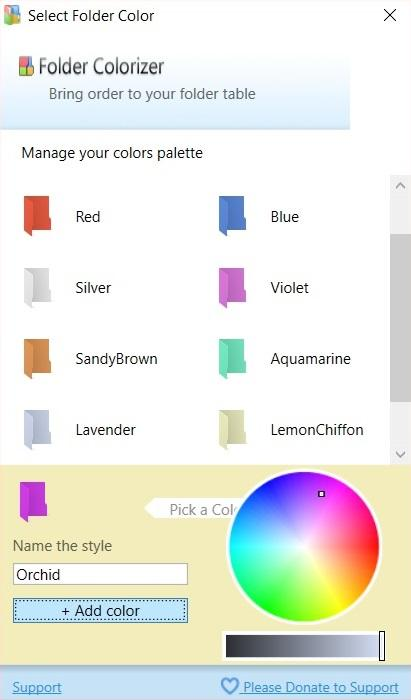 Select Folder Color
Folder Colorizer
Bring order to your folder table
Manage your colors palette
Red
Blue
Silver
Violet
SandyBrown
Aquamarine
Lavender
LemonChiffon
Pick a Colo
Name the style
Orchid
+ Add color
Support
Please Donate to Support